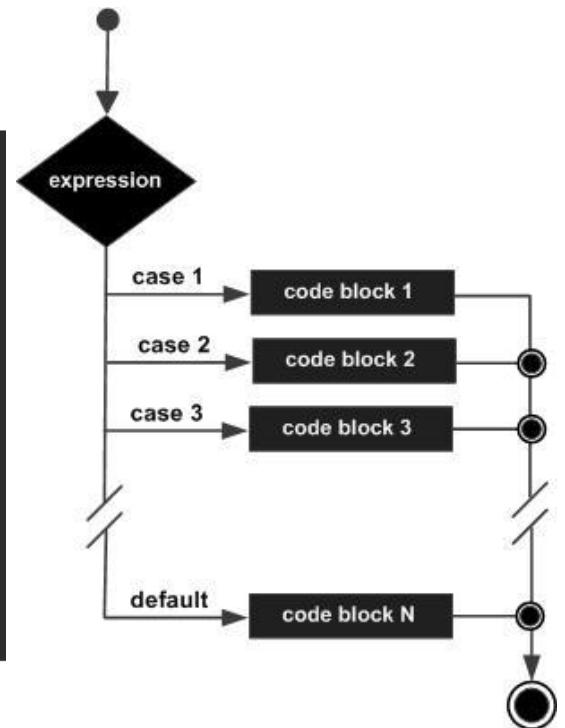 expression
case 1
code block 1
case 2
code block 2
case 3
code block 3
default
code block N